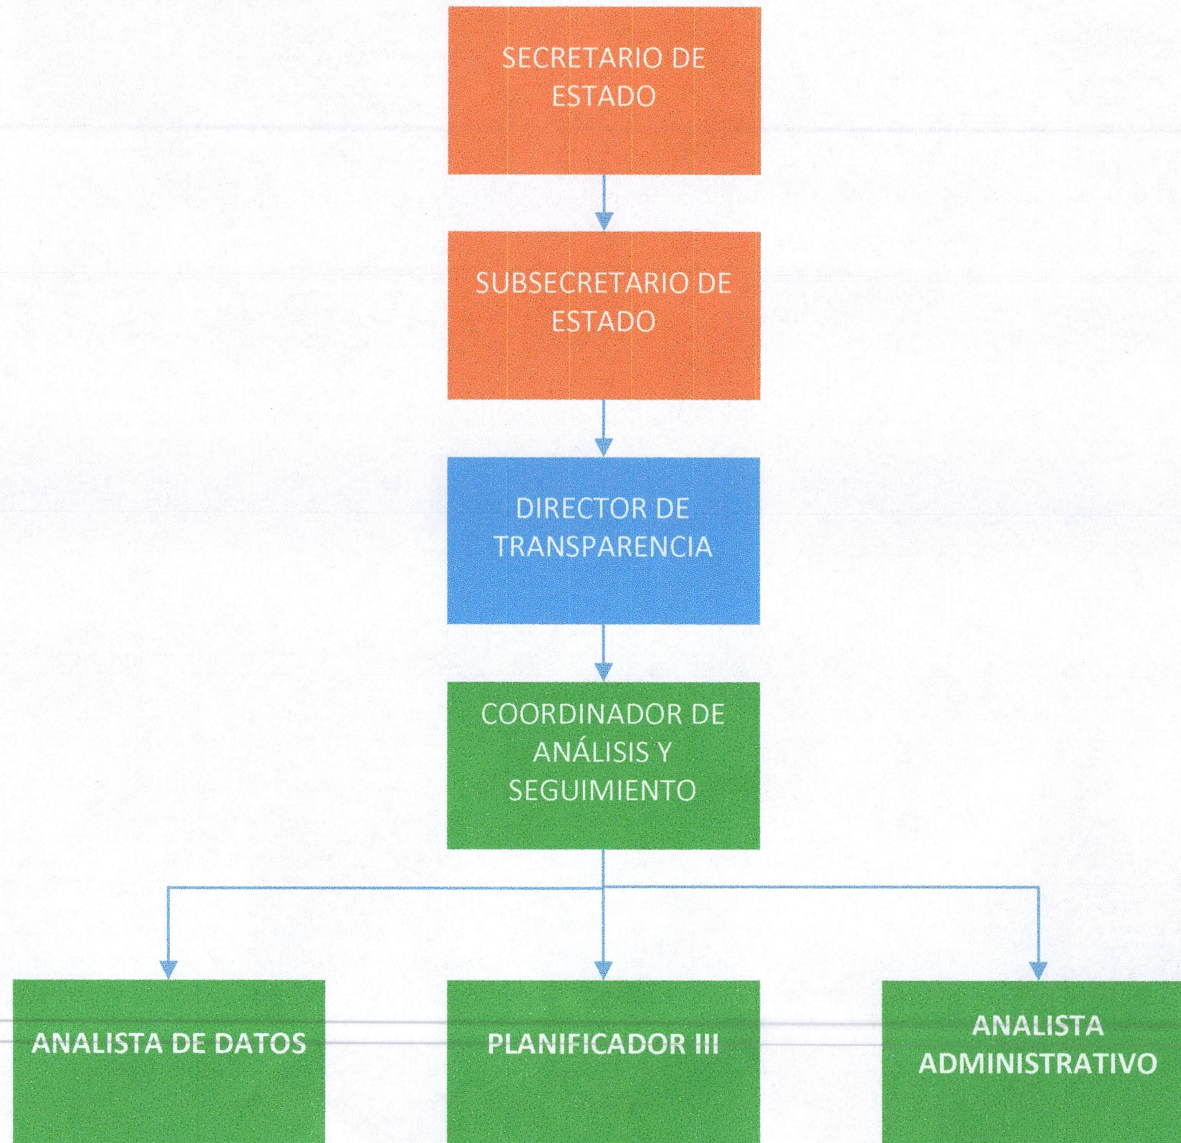 SECRETARIO DE
ESTADO
SUBSECRETARIO DE
ESTADO
DIRECTOR DE
TRANSPARENCIA
COORDINADOR DE
ANÁLISIS Y
SEGUIMIENTO
ANALISTA DE DATOS
PLANIFICADOR III
ANALISTA
ADMINISTRATIVO